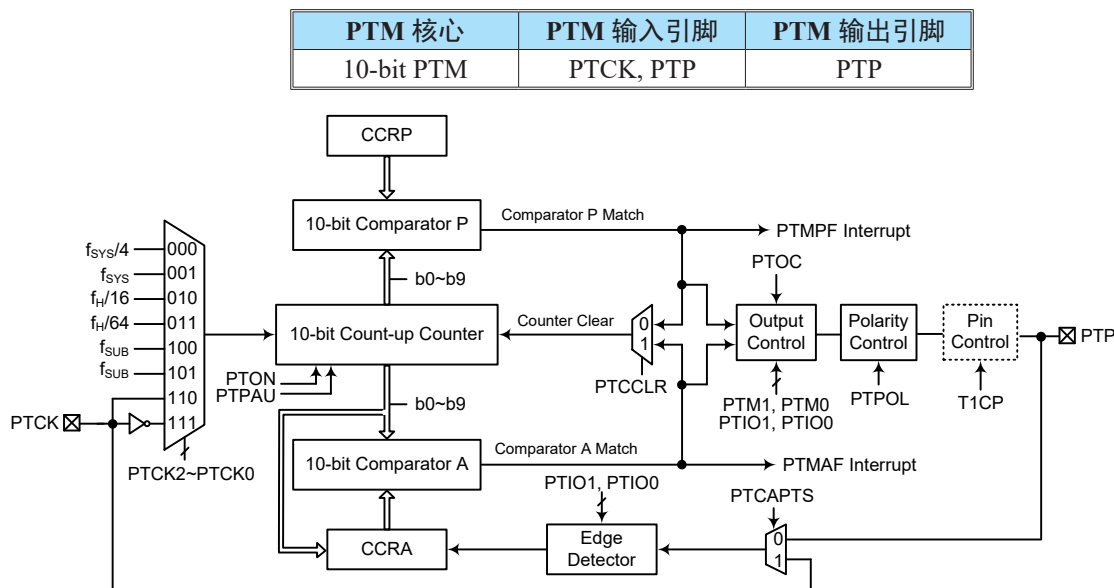 PTM 核心 PTM 输入引脚 PTM 输出引脚
10-bit PTM PTCK, PTP PTP
CCRP
10-bit Comparator P
Comparator P Match
PTMPF Interrupt
fSYS/4 000
fSYS 001
fH/16 010
fH/64 011
fSUB 100
fSUB 101
110
111
b0~b9
PTOC
10-bit Count-up Counter
Counter Clear
0
1
Output
Control
Polarity
Control
Pin
Control
PTP
PTON
PTPAU
PTCCLR
PTM1, PTM0
PTIO1, PTIO0
PTPOL
T1CP
b0~b9
PTCK
PTCK2~PTCK0
10-bit Comparator A
Comparator A Match
PTMAF Interrupt
PTIO1, PTIO0
PTCAPTS
CCRA
Edge
Detector
0
1